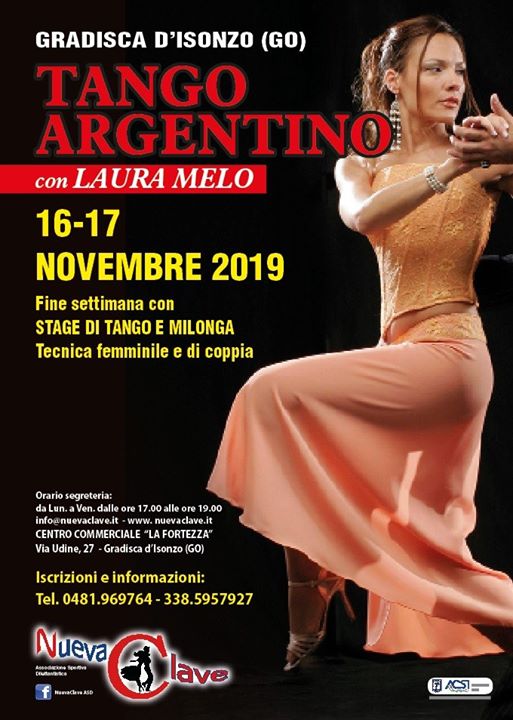 GRADISCA D'ISONZO (GO)
TANGO
ARGENTINO
con LAURA MELO
16-17
NOVEMBRE 2019
Fine settimana con
STAGE DI TANGO E MILONGA
Tecnica femminile e di coppia
Orario segreteria:
da Lun. a Ven. dalle ore 17.00 alle ore 19.00
info@nuevaclave.it - www. nuevaclave.it
CENTRO COMMERCIALE "LA FORTEZZA"
Via Udine, 27 - Gradisca d'Isonzo (GO)
Iscrizioni e informazioni:
Tel. 0481.969764 - 338.5957927
Nueva
Clave
Associazione Sportiva
Dilettantistica
f NuevaClave ASD
ACSI